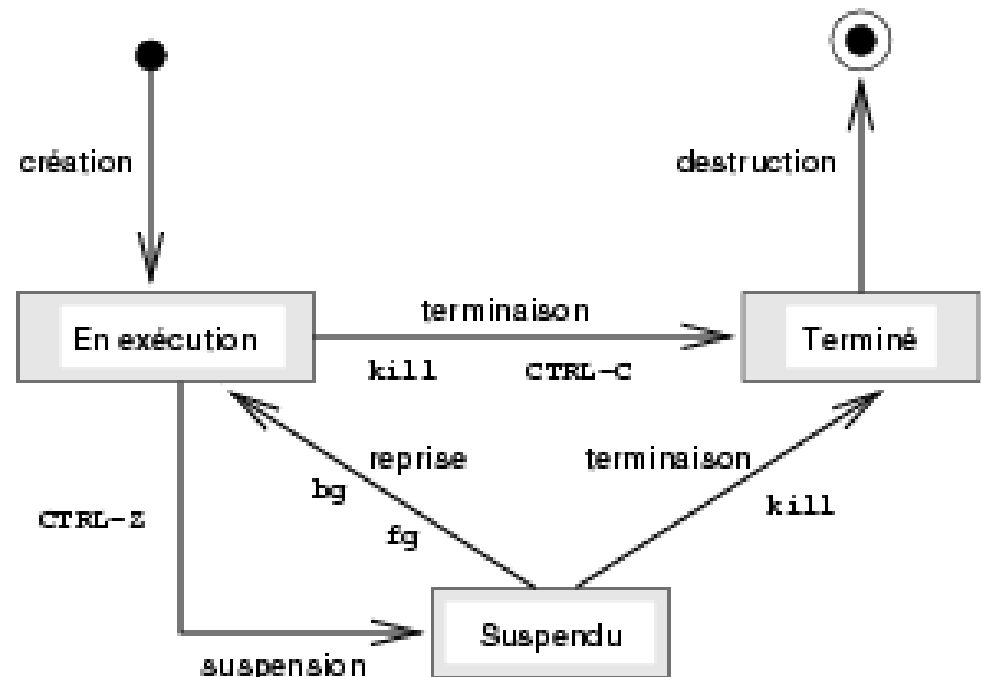 création
destruction
En exécution
terminaison
kill
CTRL-C
Terminé
reprise
bg
fg
terminaison
kill
CTRL-Z
Suspendu
suspension